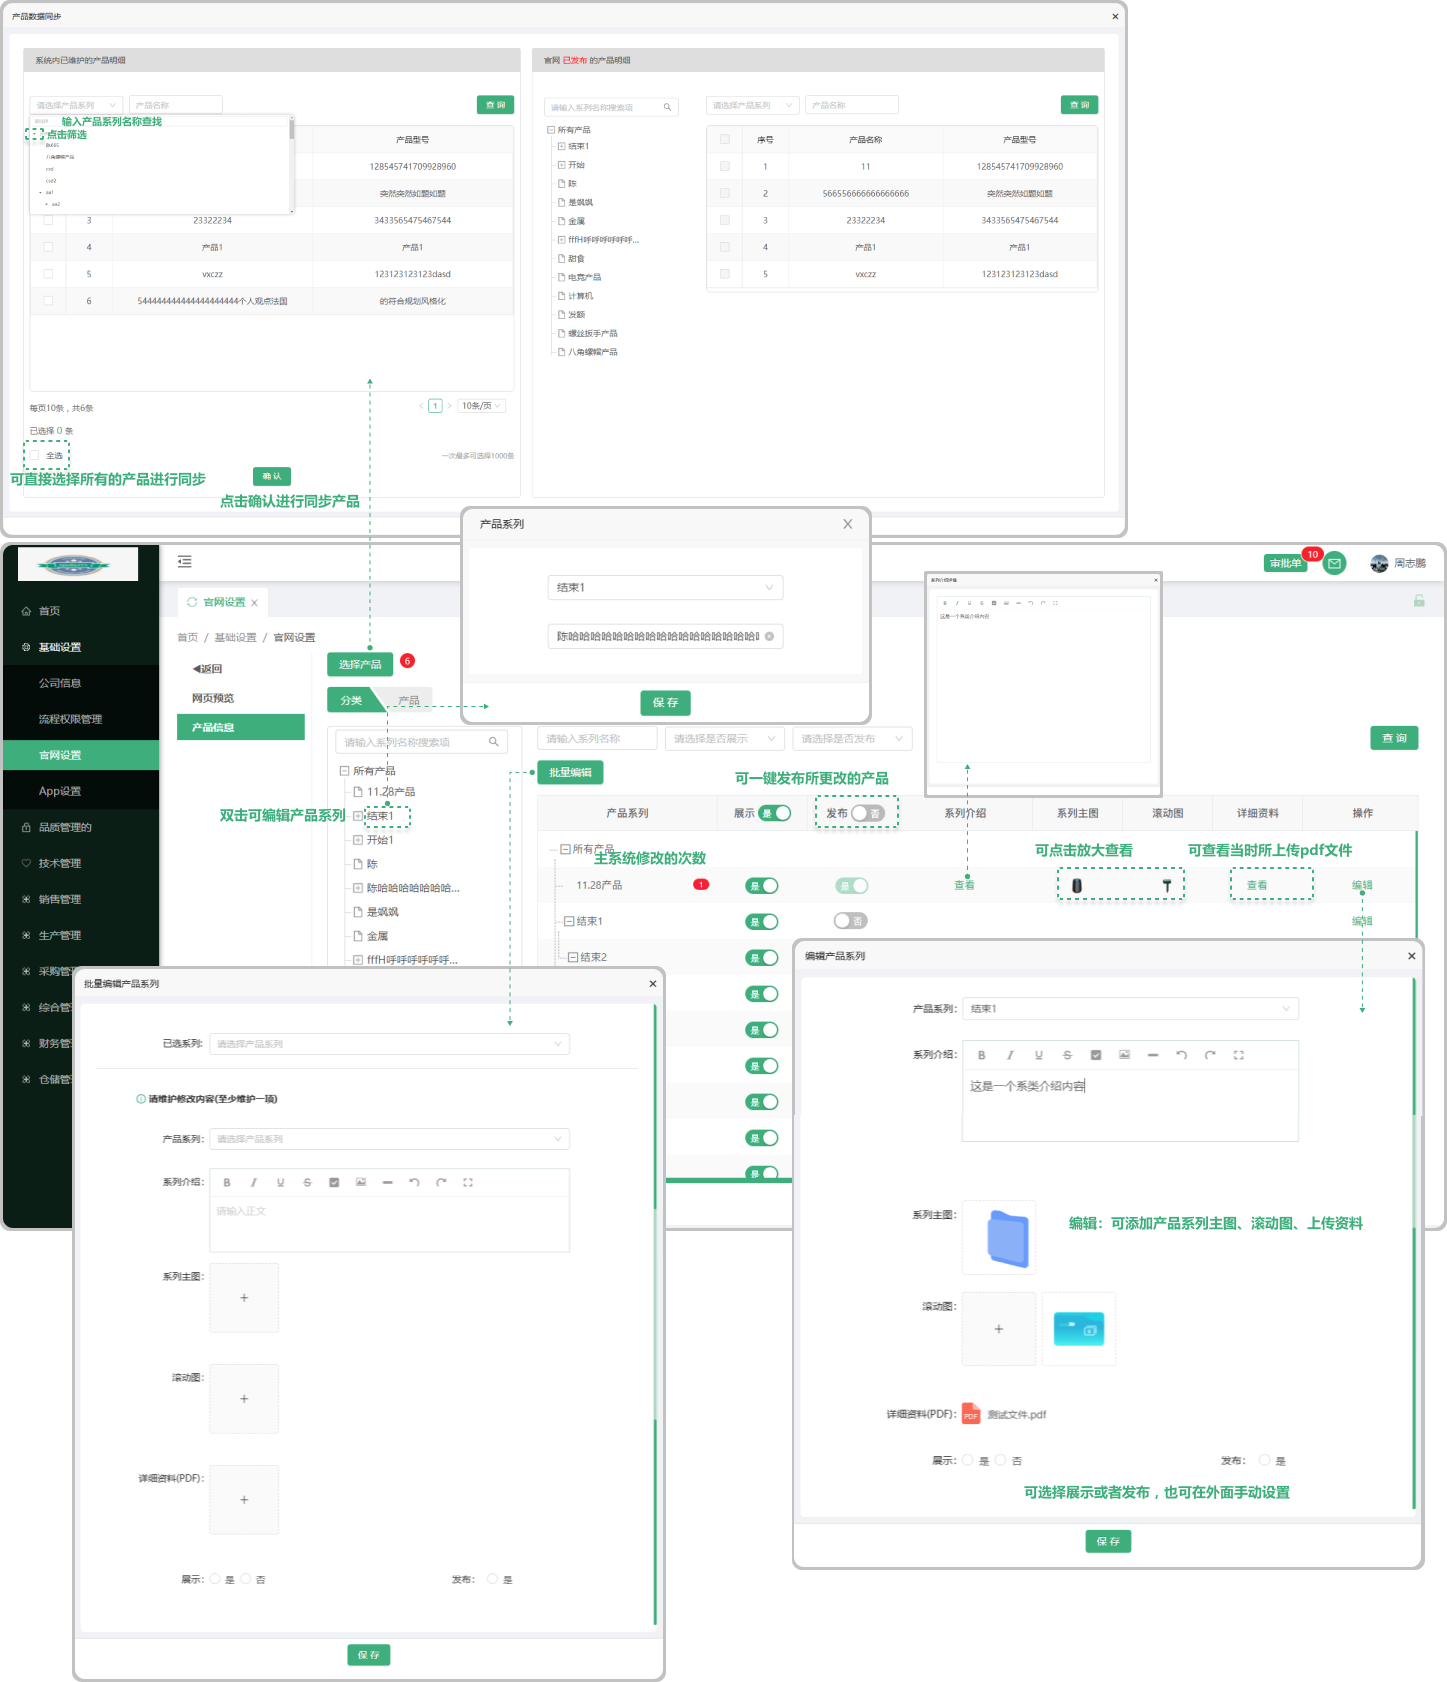 产品数据同步
系统内已维护的产品明细
官网 已发布 的产品明细
请选择产品系列
产品名称
查 询
输入产品系列名称查找
点击筛选
8k665
八角螺帽产品
csd
csd2
aa1
aa2
产品型号
128545741709928960
突然突然如题如题
3 23322234 3433565475467544
4 产品1 产品1
5 vxczz 123123123123dasd
6 544444444444444444444个人观点法国 的符合规划风格化
每页10条，共6条
1
10条/页
已选择 0 条
全选
一次最多可选择1000条
可直接选择所有的产品进行同步
确 认
点击确认进行同步产品
请输入系列名称搜索项
所有产品
结束1
开始
陈
是飒飒
金属
fffH呼呼呼呼呼呼...
甜食
电竞产品
计算机
发额
螺丝扳手产品
八角螺帽产品
请选择产品系列
产品名称
查 询
序号 产品名称 产品型号
1 11 128545741709928960
2 566556666666666666 突然突然如题如题
3 23322234 3433565475467544
4 产品1 产品1
5 vxczz 123123123123dasd
产品系列
X
结束1
陈哈哈哈哈哈哈哈哈哈哈哈哈哈哈哈哈哈
保 存
审批单
10
周志鹏
首页
基础设置
公司信息
流程权限管理
官网设置
App设置
品质管理的
技术管理
销售管理
生产管理
采购管
综合管
财务管
仓储管
官网设置
首页 / 基础设置 / 官网设置
◀返回
网页预览
产品信息
选择产品
6
分类
产品
请输入系列名称搜索项
所有产品
11.28产品
双击可编辑产品系列
结束1
开始1
陈
陈哈哈哈哈哈哈哈...
是飒飒
金属
fffH呼呼呼呼呼呼...
请输入系列名称
请选择是否展示
请选择是否发布
查 询
批量编辑
可一键发布所更改的产品
系列介绍详情
这是一个系类介绍内容
产品系列 展示 是 发布 否 系列介绍 系列主图 滚动图 详细资料 操作
所有产品
主系统修改的次数
可点击放大查看
可查看当时所上传pdf文件
11.28产品 1 是 是 查看 查看 编辑
结束1 是 否 编辑
结束2 是
是
是
是
是
是
是
批量编辑产品系列
已选系列: 请选择产品系列
请维护修改内容(至少维护一项)
产品系列: 请选择产品系列
系列介绍:
请输入正文
系列主图:
滚动图:
详细资料(PDF):
展示: 是 否
发布: 是
保 存
编辑产品系列
产品系列: 结束1
系列介绍:
这是一个系类介绍内容
系列主图:
编辑：可添加产品系列主图、滚动图、上传资料
滚动图:
详细资料(PDF): PDF 测试文件.pdf
展示: 是 否
发布: 是
可选择展示或者发布，也可在外面手动设置
保 存